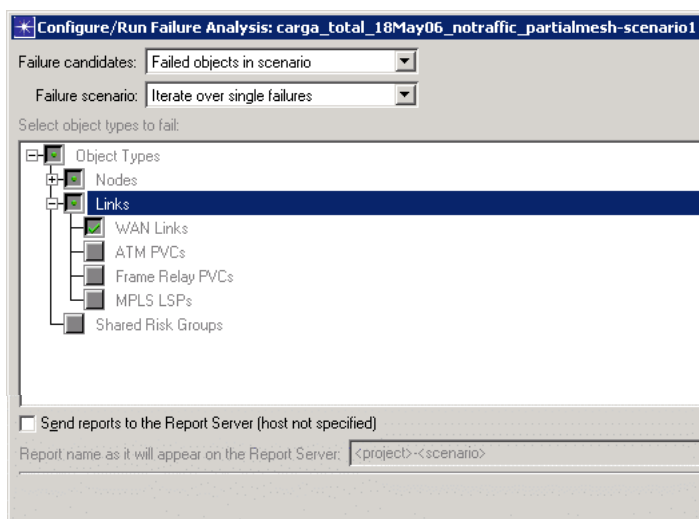 Configure/Run Failure Analysis: carga_total_18May06_notraffic_partialmesh-scenario1
Failure candidates: Failed objects in scenario
Failure scenario: Iterate over single failures
Select object types to fail:
Object Types
Nodes
Links
WAN Links
ATM PVCs
Frame Relay PVCs
MPLS LSPs
Shared Risk Groups
Send reports to the Report Server (host not specified)
Report name as it will appear on the Report Server: <project>-<scenario>